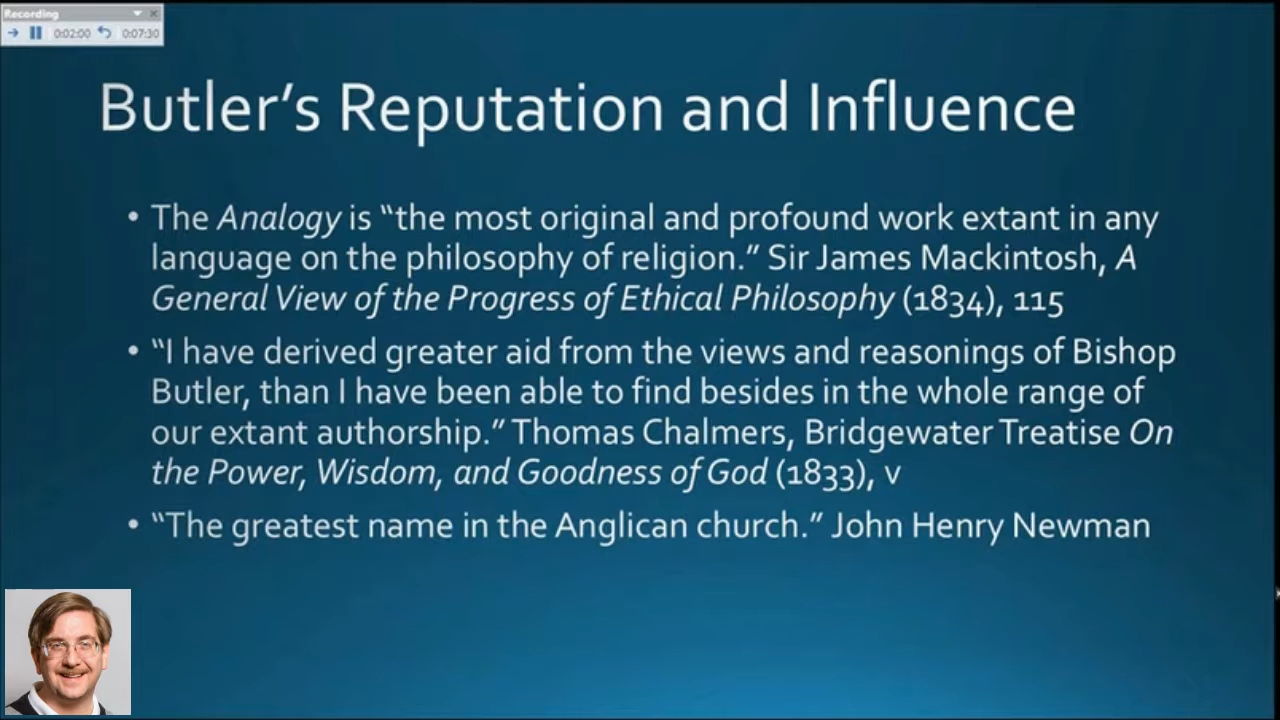 Recording
0:02:00 0:07:30
Butler’s Reputation and Influence
• The Analogy is “the most original and profound work extant in any
language on the philosophy of religion.” Sir James Mackintosh, A
General View of the Progress of Ethical Philosophy (1834), 115
• “I have derived greater aid from the views and reasonings of Bishop
Butler, than I have been able to find besides in the whole range of
our extant authorship.” Thomas Chalmers, Bridgewater Treatise On
the Power, Wisdom, and Goodness of God (1833), v
• “The greatest name in the Anglican church.” John Henry Newman